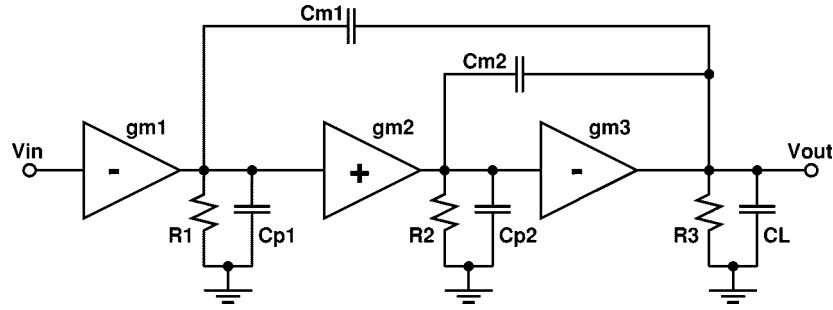 Cm1
Cm2
gm1
gm2
gm3
Vin
-
+
-
Vout
R1
Cp1
R2
Cp2
R3
CL